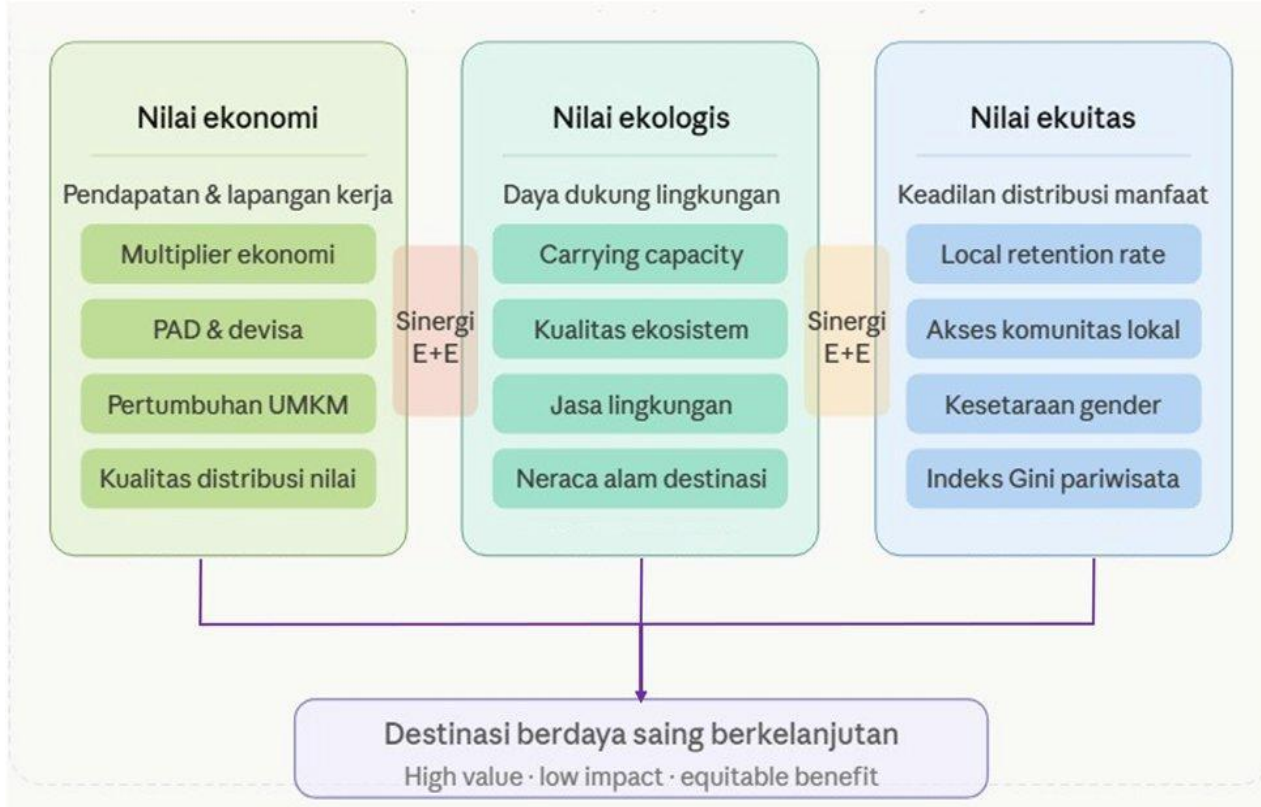 Nilai ekonomi
Pendapatan & lapangan kerja
Multiplier ekonomi
PAD & devisa
Pertumbuhan UMKM
Kualitas distribusi nilai
Sinergi
E+E
Nilai ekologis
Daya dukung lingkungan
Carrying capacity
Kualitas ekosistem
Jasa lingkungan
Neraca alam destinasi
Sinergi
E+E
Nilai ekuitas
Keadilan distribusi manfaat
Local retention rate
Akses komunitas lokal
Kesetaraan gender
Indeks Gini pariwisata
Destinasi berdaya saing berkelanjutan
High value · low impact · equitable benefit